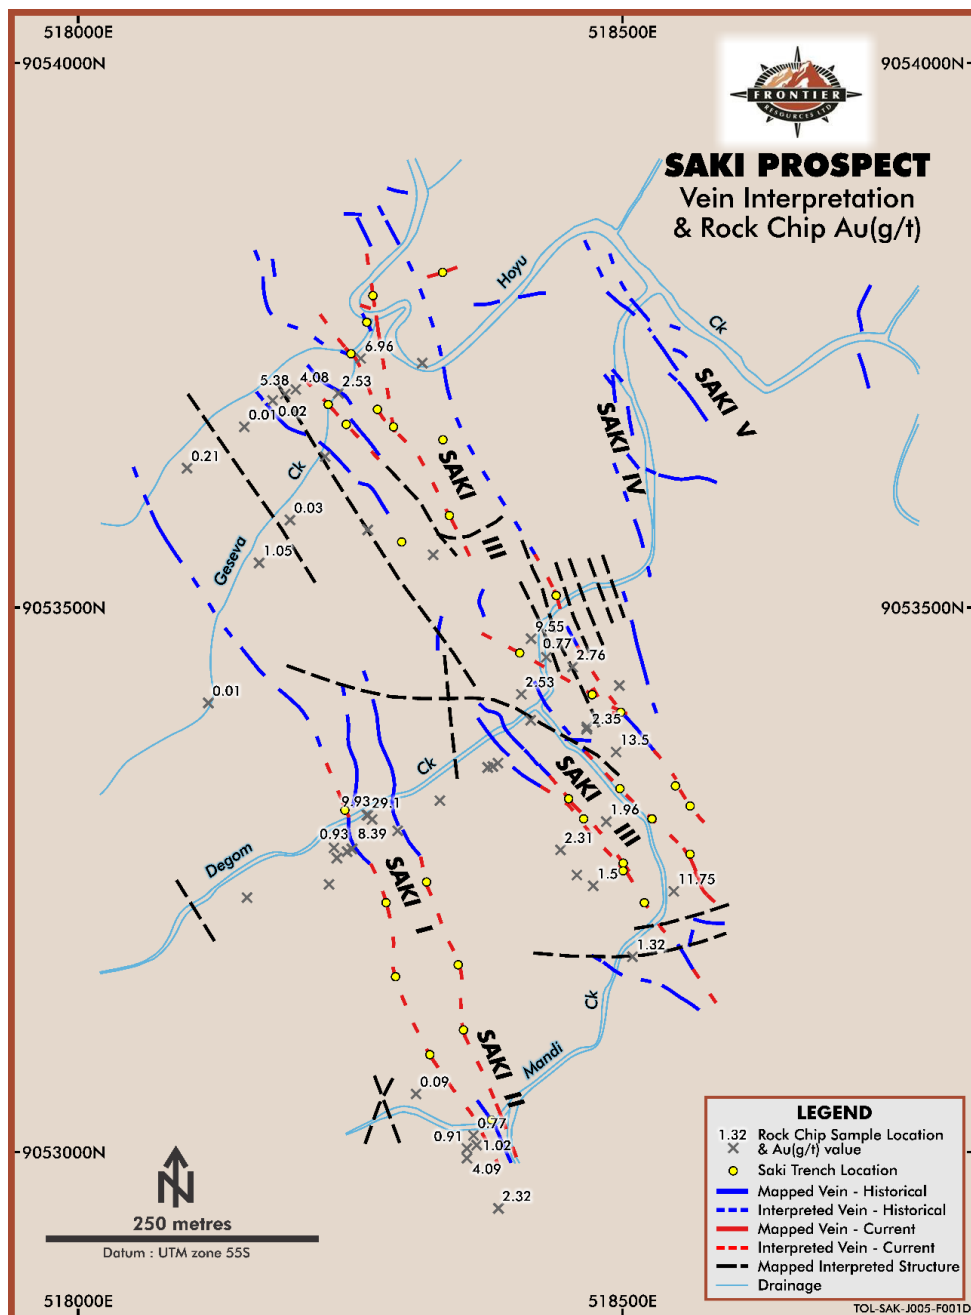 518000E
518500E
9054000N
9054000N
FRONTIER
RESOURCES LTD
SAKI PROSPECT
Vein Interpretation
& Rock Chip Au(g/t)
Hoyu
Ck
6.96
5.38
4.08
2.53
0.01
0.02
SAKI V
SAKI IV
SAKI III
Ck
0.21
0.03
Geseva
1.05
9053500N
9053500N
9.55
0.77
2.76
2.53
0.01
2.35
13.5
Ck
SAKI III
9.93
29.1
1.96
0.93
8.39
2.31
Degom
SAKI I
1.5
11.75
1.32
Ck
Mandi
SAKI II
0.09
0.77
0.91
1.02
4.09
2.32
9053000N
N
250 metres
Datum : UTM zone 55S
LEGEND
1.32 Rock Chip Sample Location
& Au(g/t) value
Saki Trench Location
Mapped Vein - Historical
Interpreted Vein - Historical
Mapped Vein - Current
Interpreted Vein - Current
Mapped Interpreted Structure
Drainage
518000E
518500E
TOL-SAK-J005-F001D